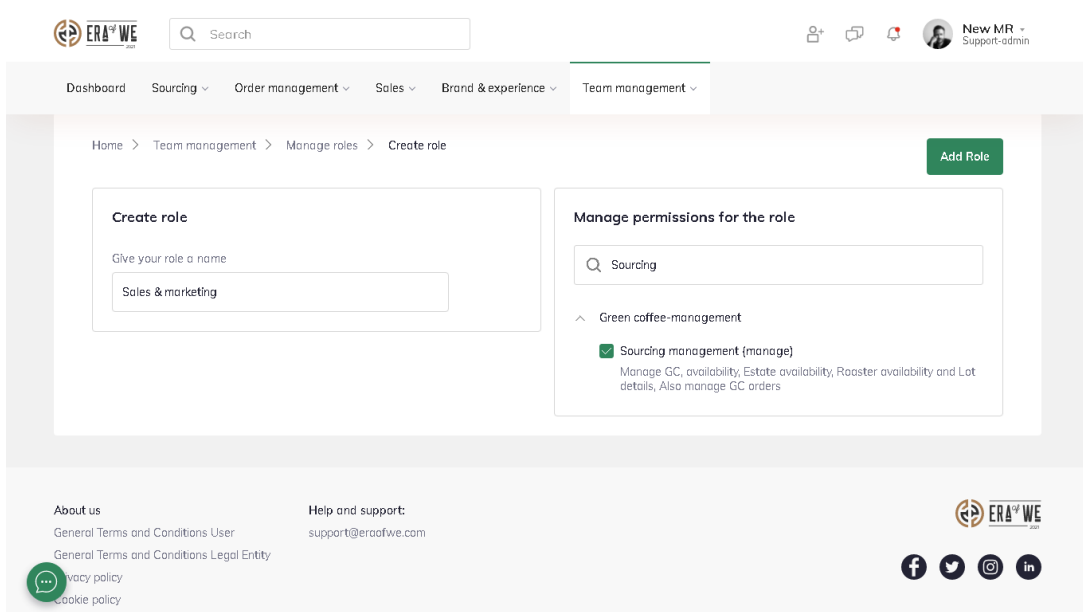 ERA of WE
2021
Search
New MR
Support-admin
Dashboard
Sourcing
Order management
Sales
Brand & experience
Team management
Home > Team management > Manage roles > Create role
Add Role
Create role
Give your role a name
Sales & marketing
Manage permissions for the role
Sourcing
Green coffee-management
Sourcing management (manage)
Manage GC, availability, Estate availability, Roaster availability and Lot
details, Also manage GC orders
About us
General Terms and Conditions User
General Terms and Conditions Legal Entity
vacy policy
Cookie policy
Help and support:
support@eraofwe.com
ERA of WE
2021
in